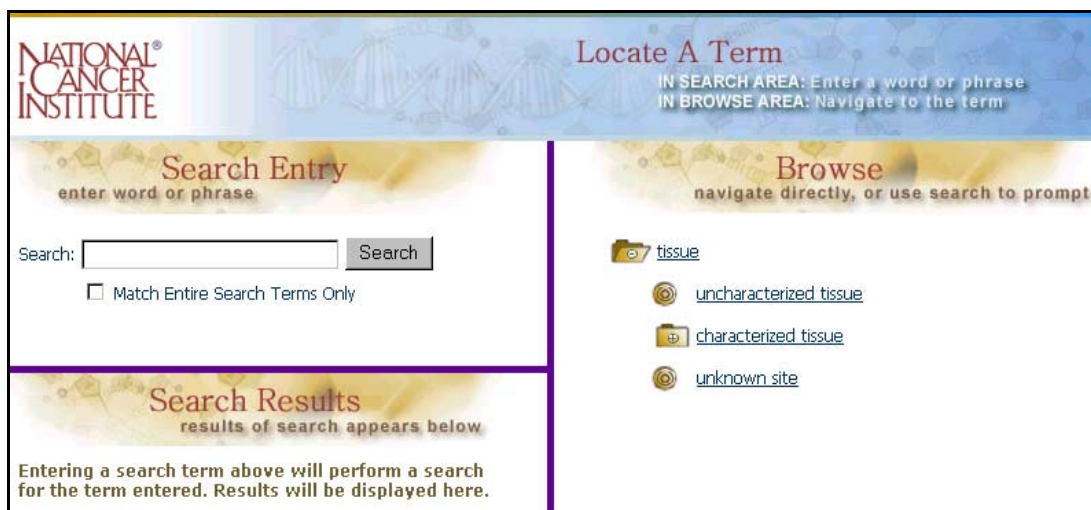 NATIONAL®
CANCER
INSTITUTE
Locate A Term
IN SEARCH AREA: Enter a word or phrase
IN BROWSE AREA: Navigate to the term
Search Entry
enter word or phrase
Search:
Search
Match Entire Search Terms Only
Search Results
results of search appears below
Entering a search term above will perform a search
for the term entered. Results will be displayed here.
Browse
navigate directly, or use search to prompt
tissue
uncharacterized tissue
characterized tissue
unknown site